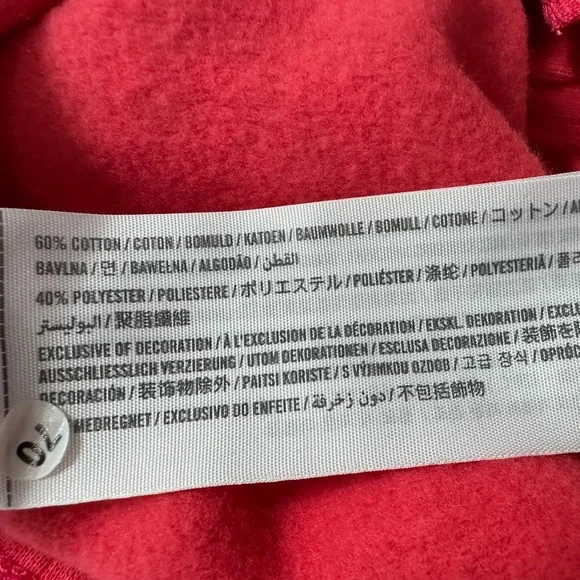 60% COTTON / COTON / BOMULD / KATOEN / BAUMWOLLE / BOMULL / COTONE / コットン /
BAVLNA / 면 / BAWEŁNA / ALGODÃO / القطن
40% POLYESTER / POLIESTERE / ポリエステル / POLIÉSTER / 涤纶 / POLYESTERIÄ /
البوليستر / 聚脂纖維
EXCLUSIVE OF DECORATION / À L'EXCLUSION DE LA DÉCORATION / EKSKL. DEKORATION /
AUSSCHLIESSLICH VERZIERUNG / UTOM DEKORATIONEN / ESCLUSA DECORAZIONE / 装飾を
DECORACIÓN / 装饰物除外 / PAITSI KORISTE / S VÝJIMKOU OZDOB / 고급 장식 /
MEDREGNET / EXCLUSIVO DO ENFEITE / دون زخرفة / 不包括飾物